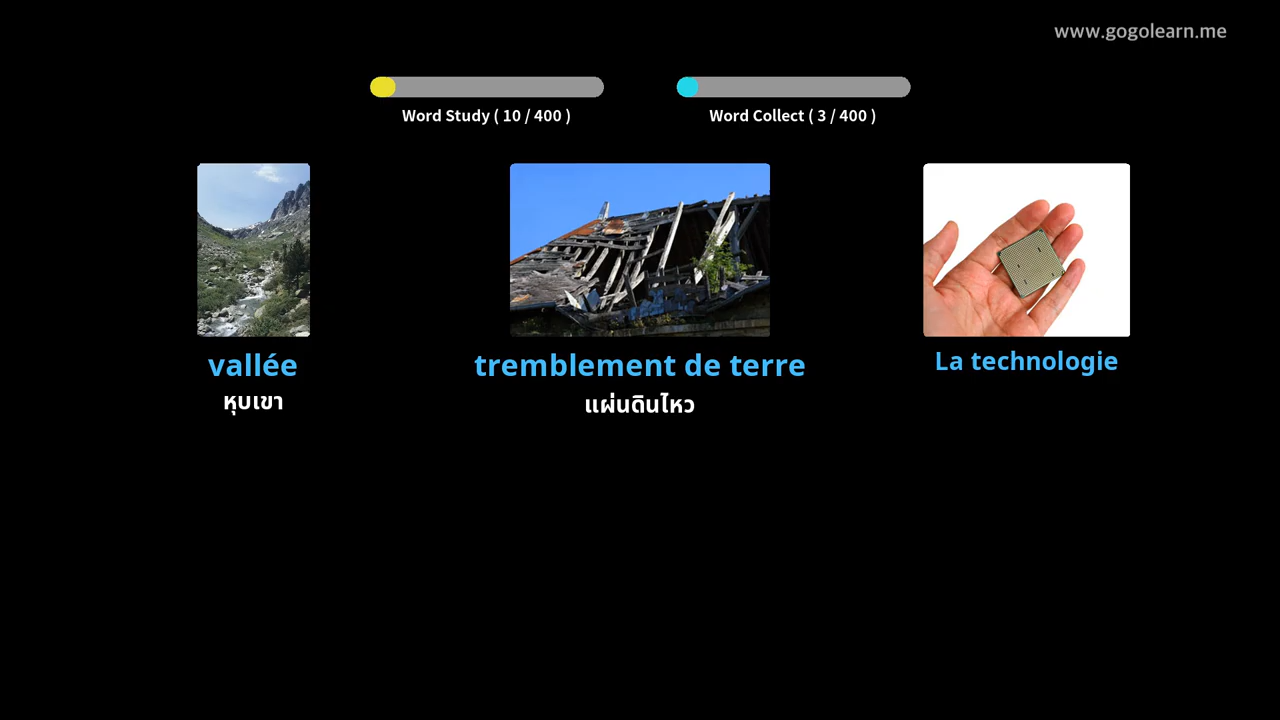 www.gogolearn.me
Word Study ( 10 / 400 )
Word Collect ( 3 / 400 )
vallée
หุบเขา
tremblement de terre
แผ่นดินไหว
La technologie